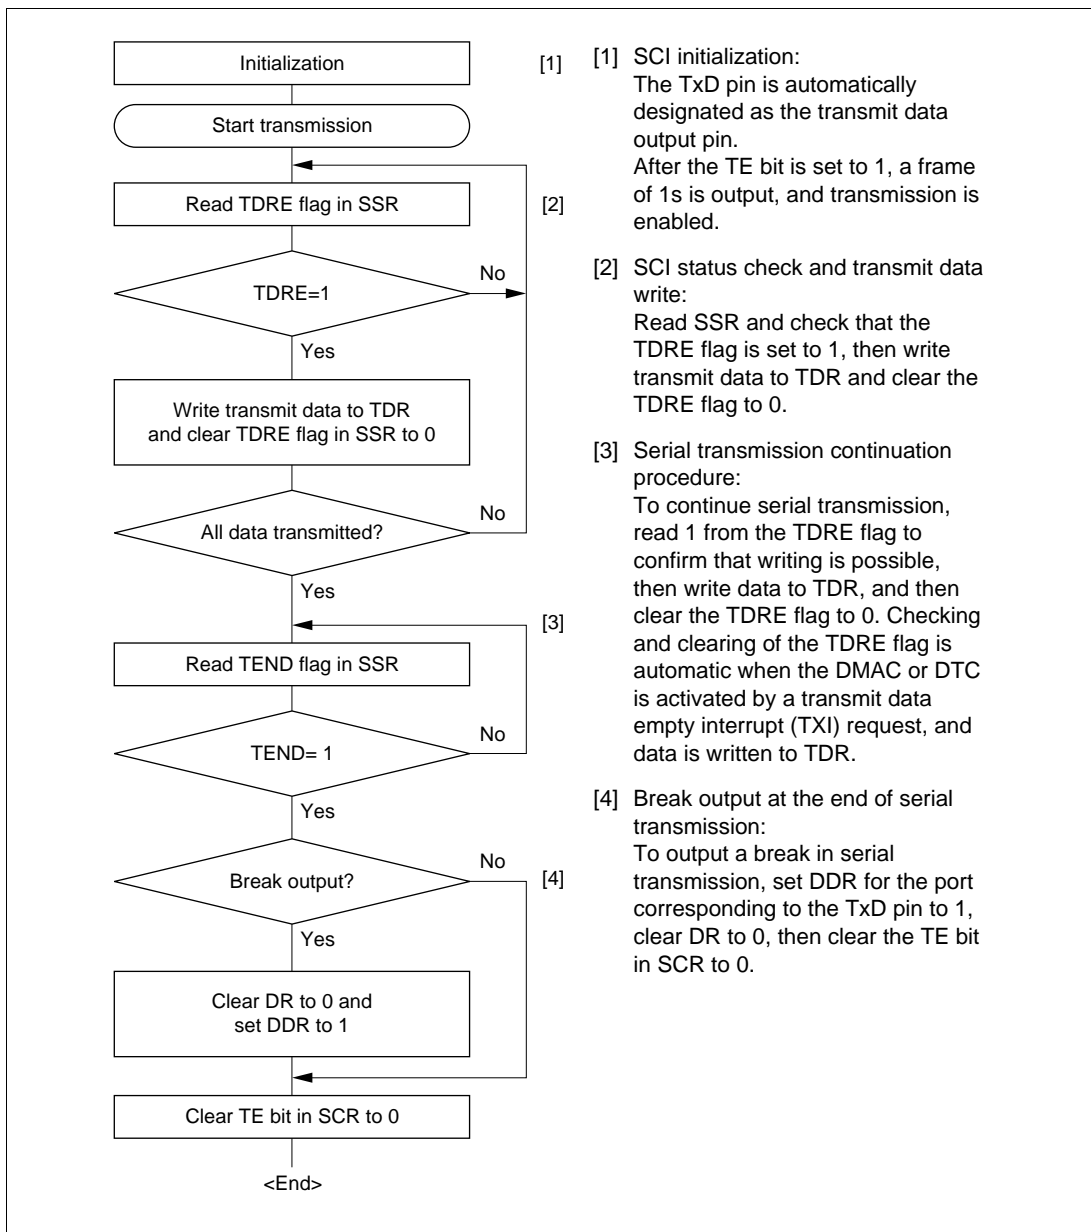 Initialization
[1]
Start transmission
Read TDRE flag in SSR
[2]
TDRE=1
No
Yes
Write transmit data to TDR
and clear TDRE flag in SSR to 0
All data transmitted?
No
Yes
[3]
Read TEND flag in SSR
TEND= 1
No
Yes
Break output?
No
[4]
Yes
Clear DR to 0 and
set DDR to 1
Clear TE bit in SCR to 0
<End>
[1] SCI initialization:
The TxD pin is automatically
designated as the transmit data
output pin.
After the TE bit is set to 1, a frame
of 1s is output, and transmission is
enabled.
[2] SCI status check and transmit data
write:
Read SSR and check that the
TDRE flag is set to 1, then write
transmit data to TDR and clear the
TDRE flag to 0.
[3] Serial transmission continuation
procedure:
To continue serial transmission,
read 1 from the TDRE flag to
confirm that writing is possible,
then write data to TDR, and then
clear the TDRE flag to 0. Checking
and clearing of the TDRE flag is
automatic when the DMAC or DTC
is activated by a transmit data
empty interrupt (TXI) request, and
data is written to TDR.
[4] Break output at the end of serial
transmission:
To output a break in serial
transmission, set DDR for the port
corresponding to the TxD pin to 1,
clear DR to 0, then clear the TE bit
in SCR to 0.